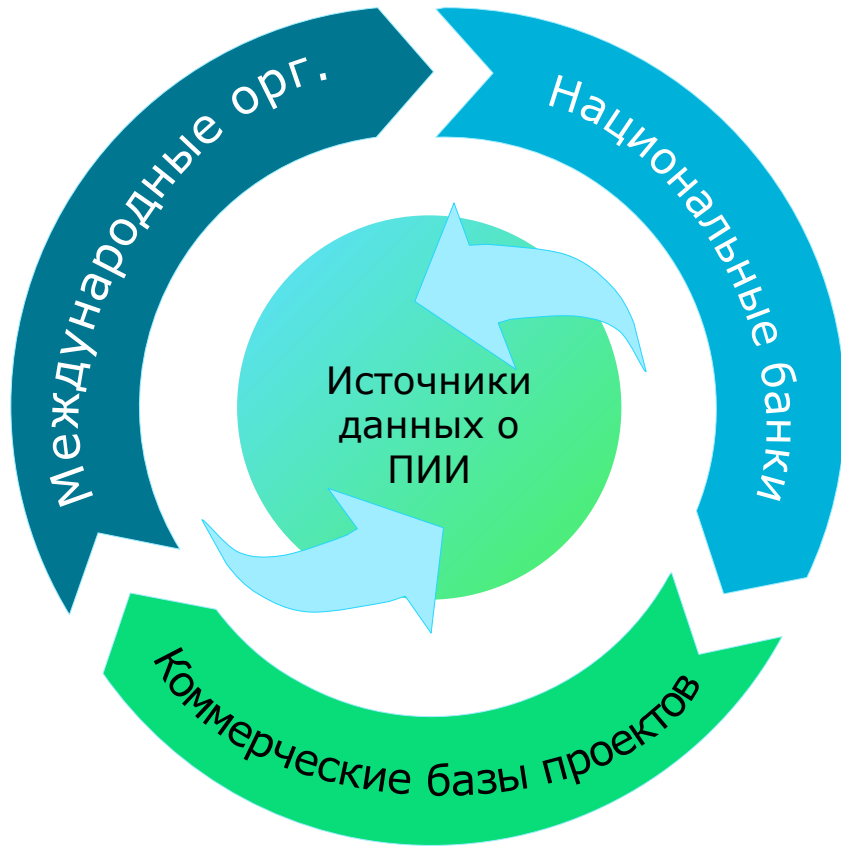 Международные орг.
Национальные банки
Источники
данных о
ПИИ
Коммерческие базы проектов